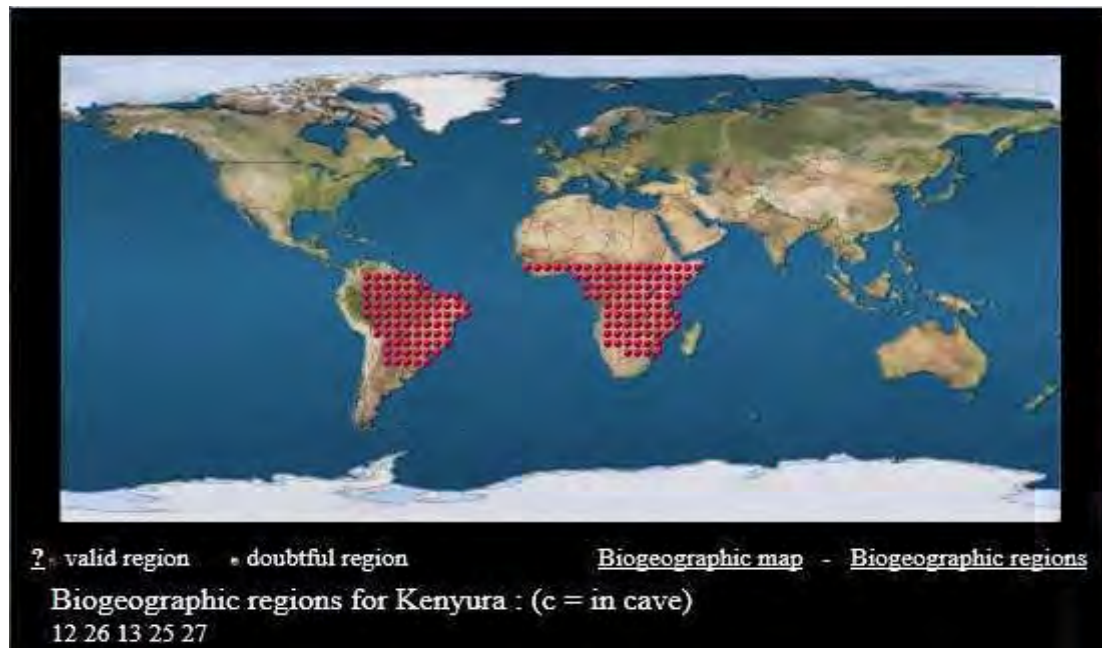 ? valid region doubtful region Biogeographic map - Biogeographic regions
Biogeographic regions for Kenyura : (c = in cave)
12 26 13 25 27